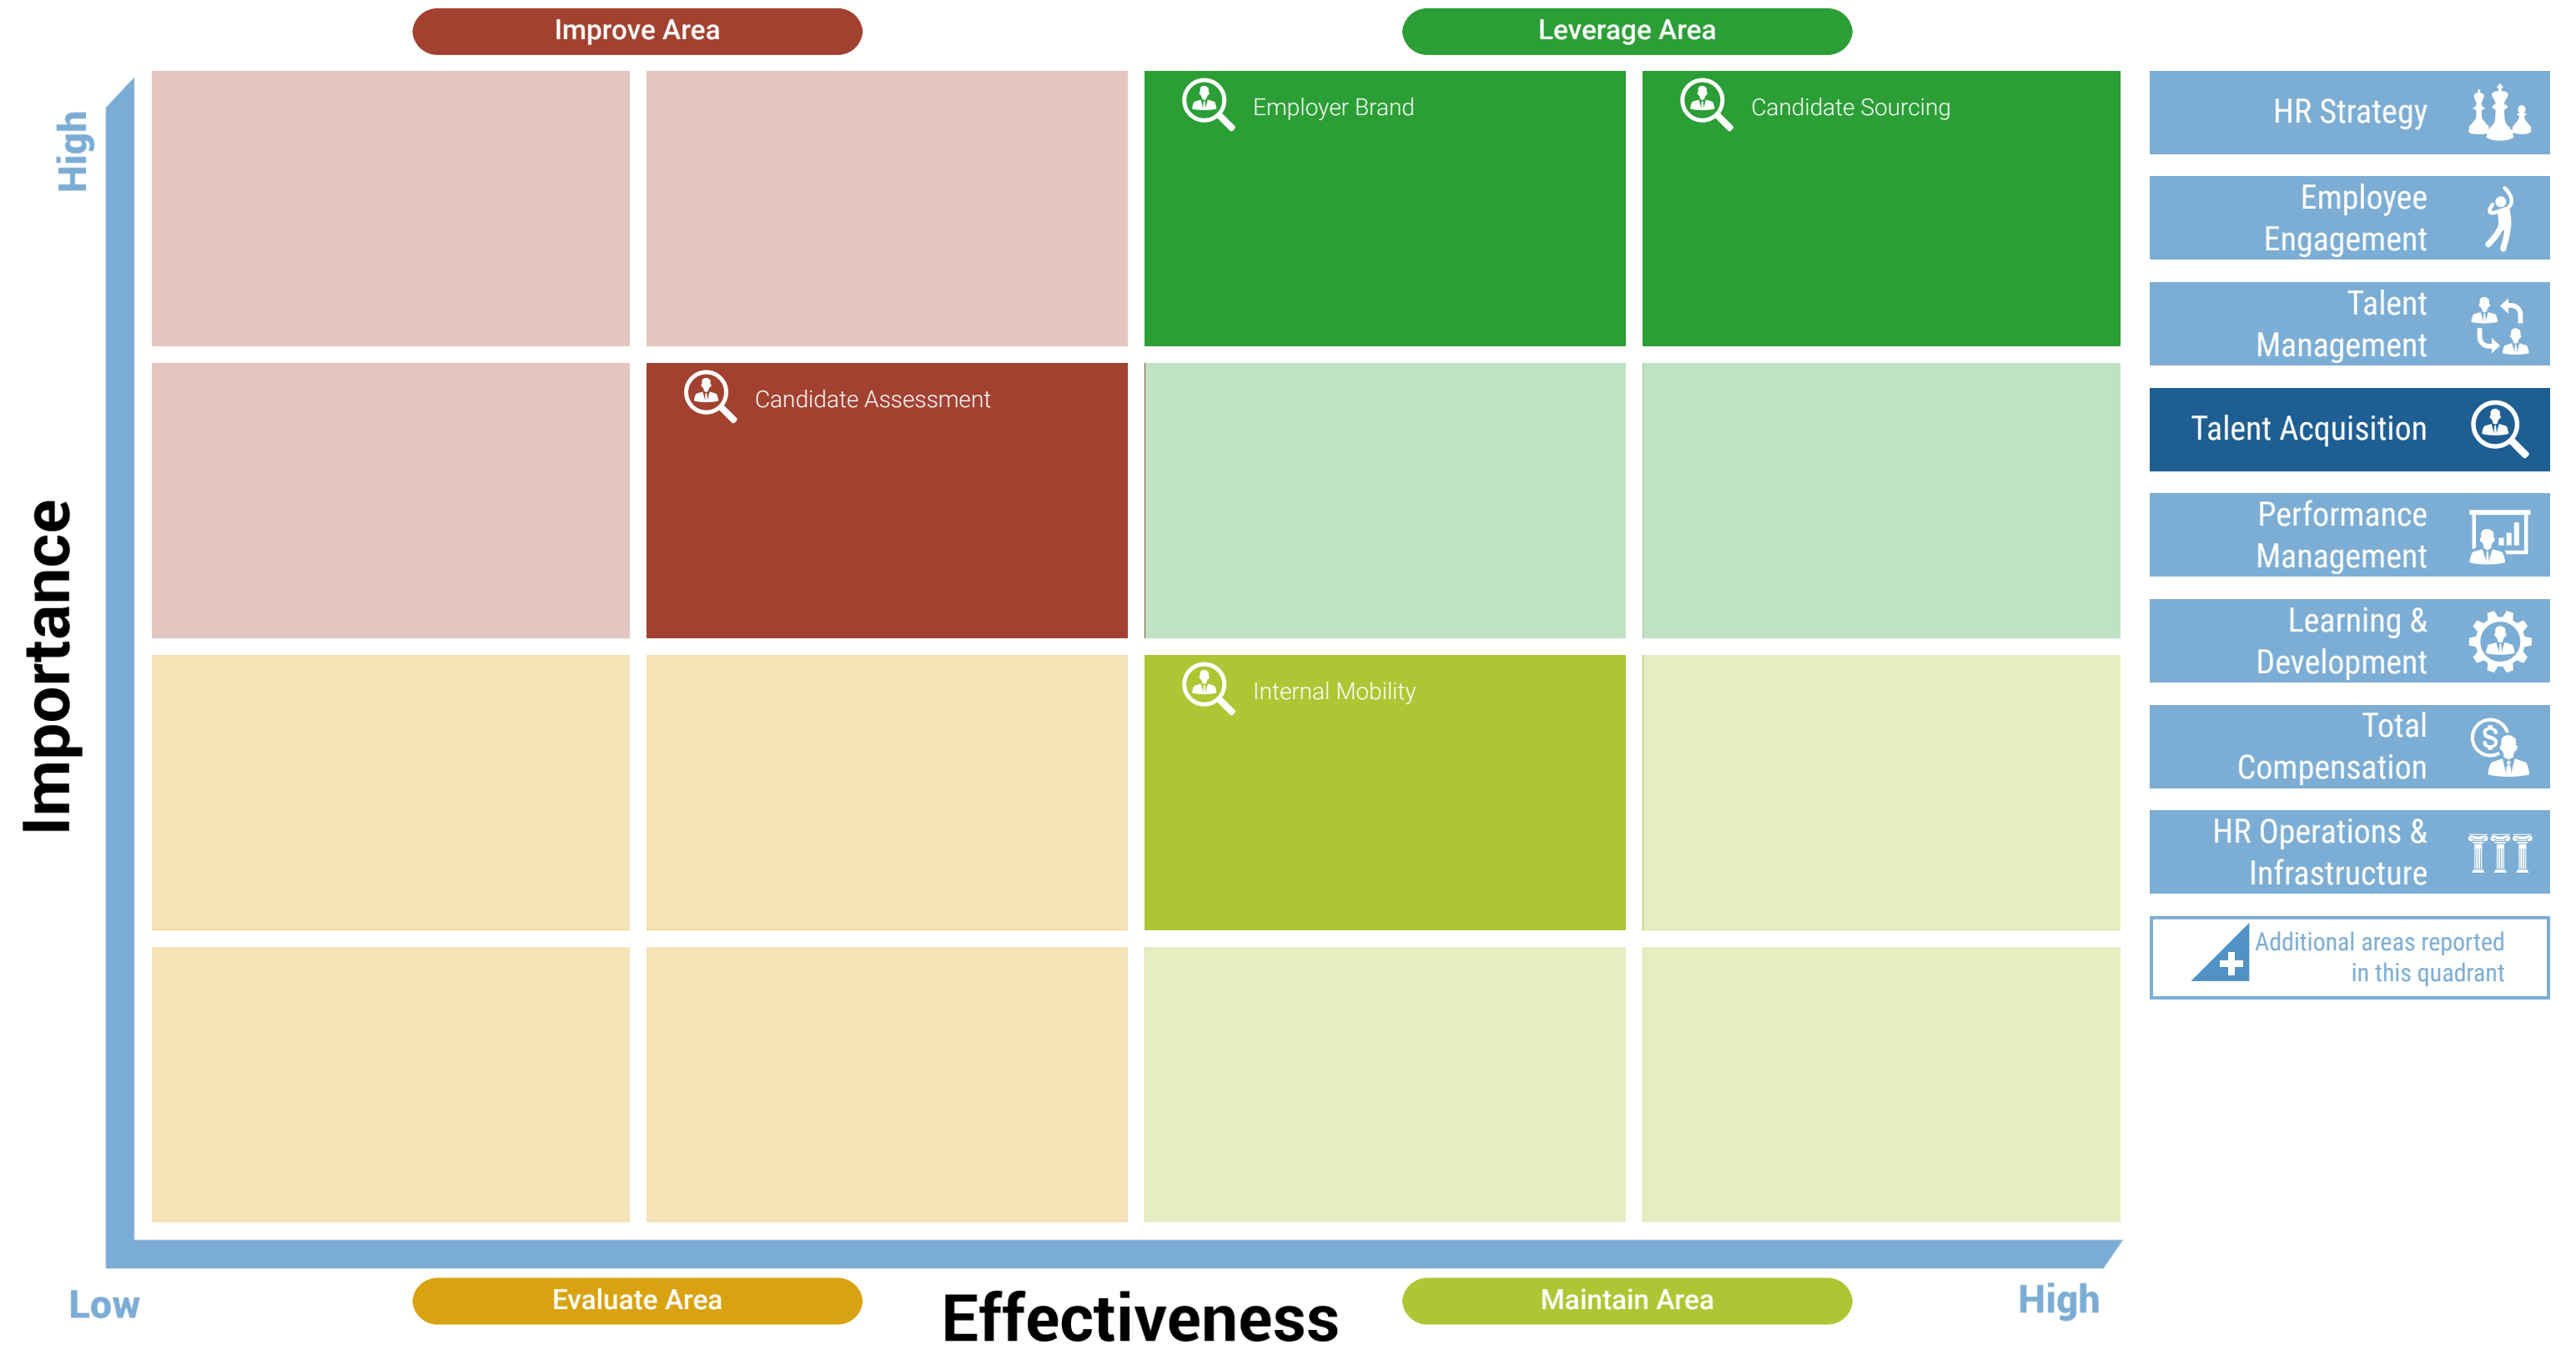 Improve Area
Leverage Area
High
Employer Brand
Candidate Sourcing
Candidate Assessment
Internal Mobility
Importance
Low
Evaluate Area
Effectiveness
Maintain Area
High
HR Strategy
Employee
Engagement
Talent
Management
Talent Acquisition
Performance
Management
Learning &
Development
Total
Compensation
HR Operations &
Infrastructure
Additional areas reported
in this quadrant